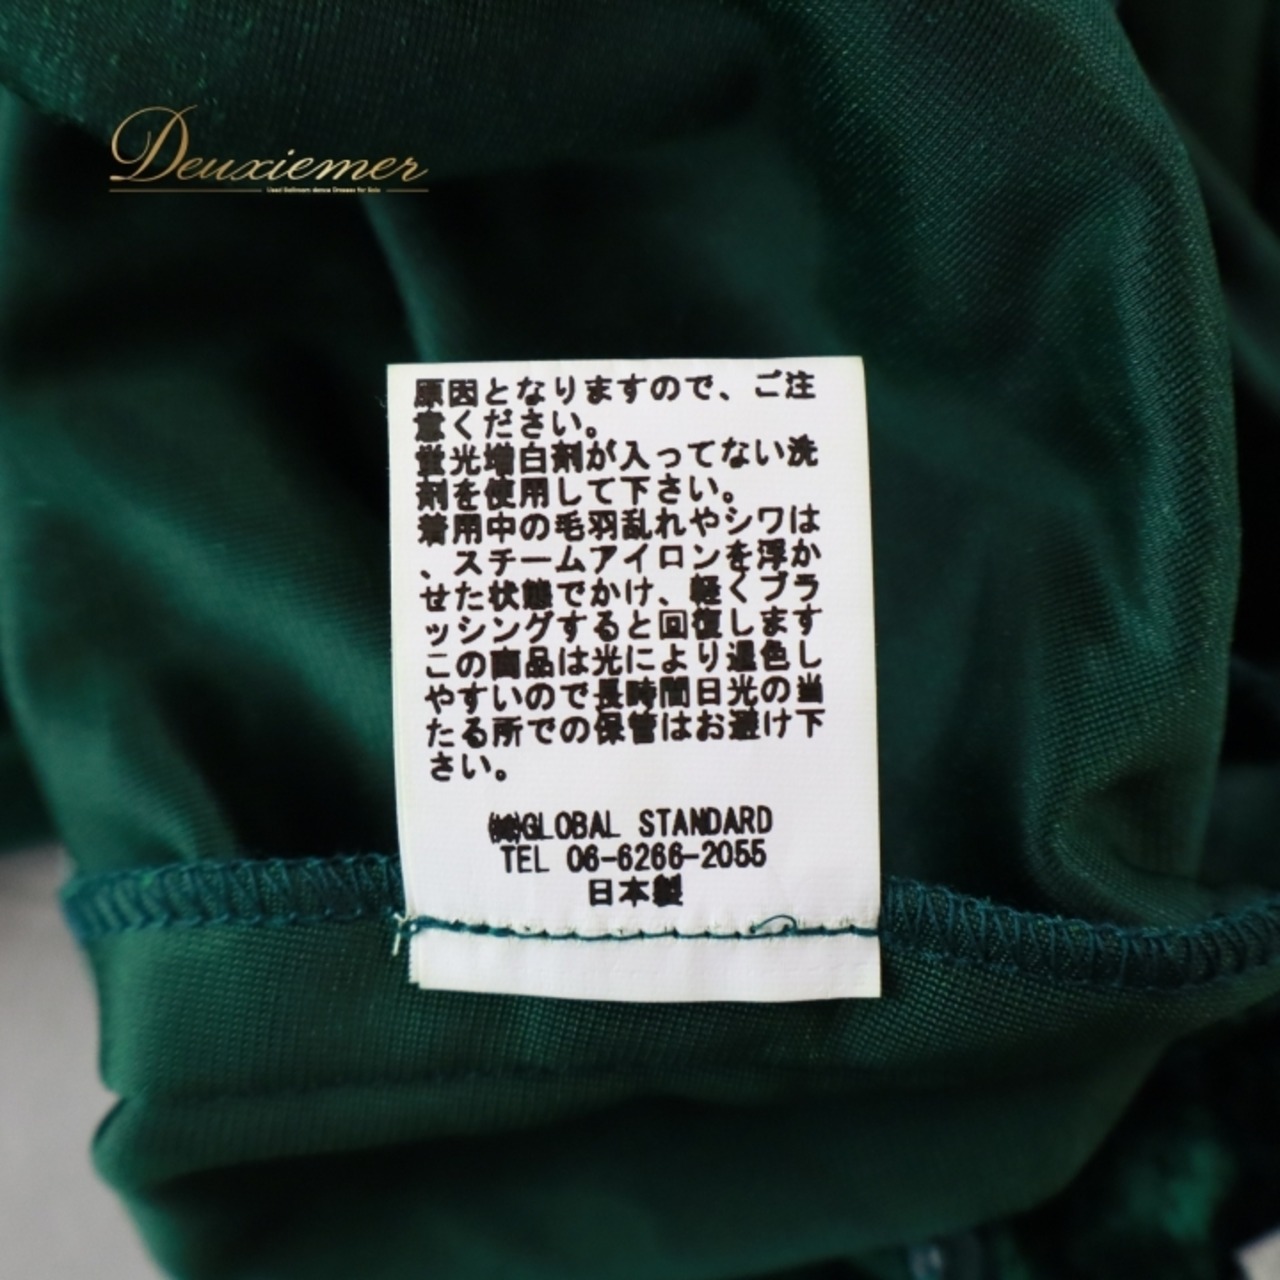 Deuxiemer
Used Ballroom dance Dresses for Sale
原因となりますので、ご注
意ください。
蛍光増白剤が入ってない洗
剤を使用して下さい。
着用中の毛羽乱れやシワは
、スチームアイロンを浮か
せた状態でかけ、軽くブラ
ッシングすると回復します
この商品は光により退色し
やすいので長時間日光の当
たる所での保管はお避け下
さい。
㈱GLOBAL STANDARD
TEL 06-6266-2055
日本製